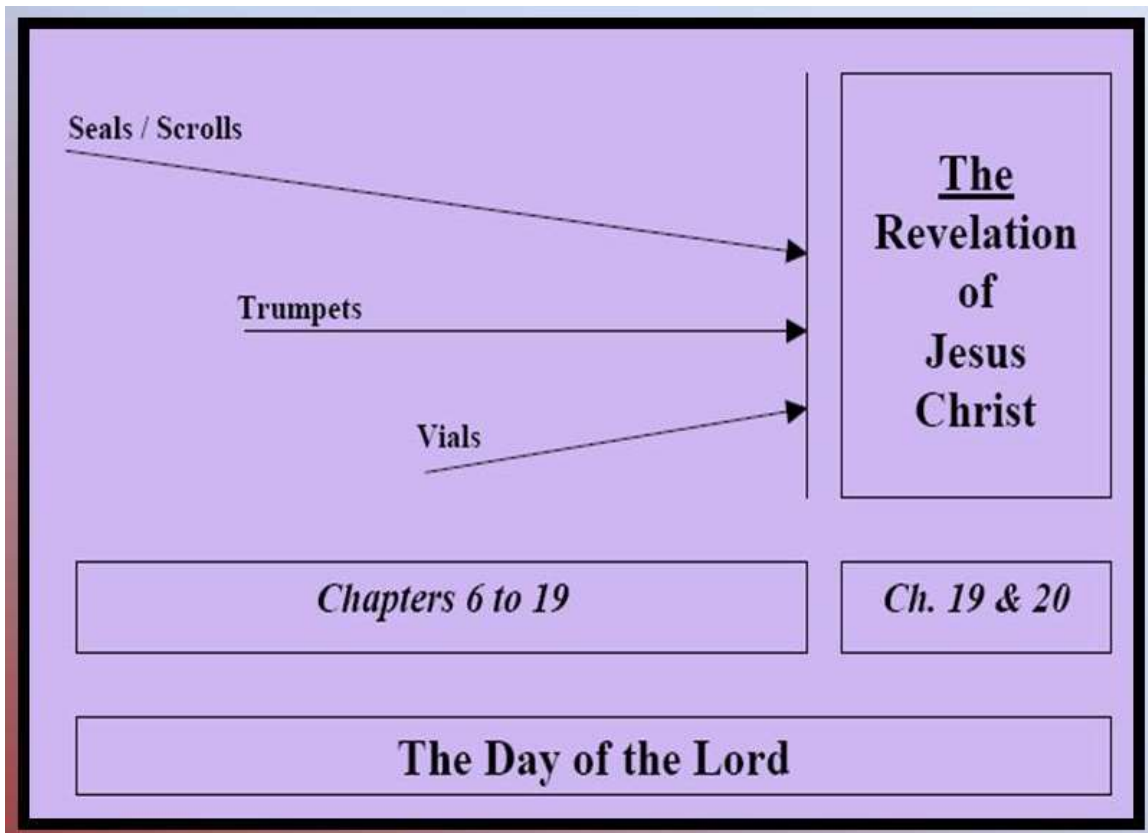 Seals / Scrolls
Trumpets
Vials
The
Revelation
of
Jesus
Christ
Chapters 6 to 19
Ch. 19 & 20
The Day of the Lord